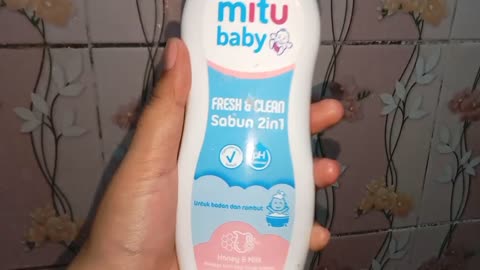 mitu
baby
FRESH & CLEAN
Sabun 2in1
pH
Untuk badan dan rambut
Honey & Milk